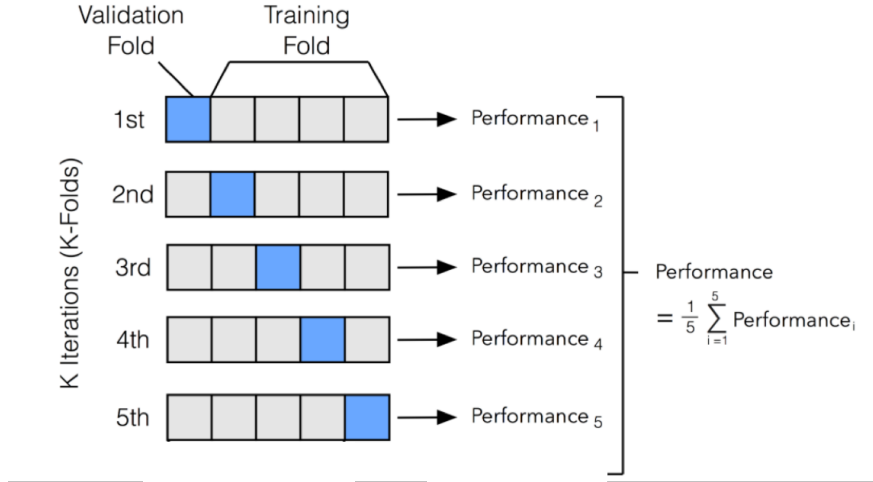 Validation
Fold
Training
Fold
K Iterations (K-Folds)
1st
Performance 1
2nd
Performance 2
3rd
Performance 3
4th
Performance 4
5th
Performance 5
Performance
= 1/5 5∑i=1 Performance i